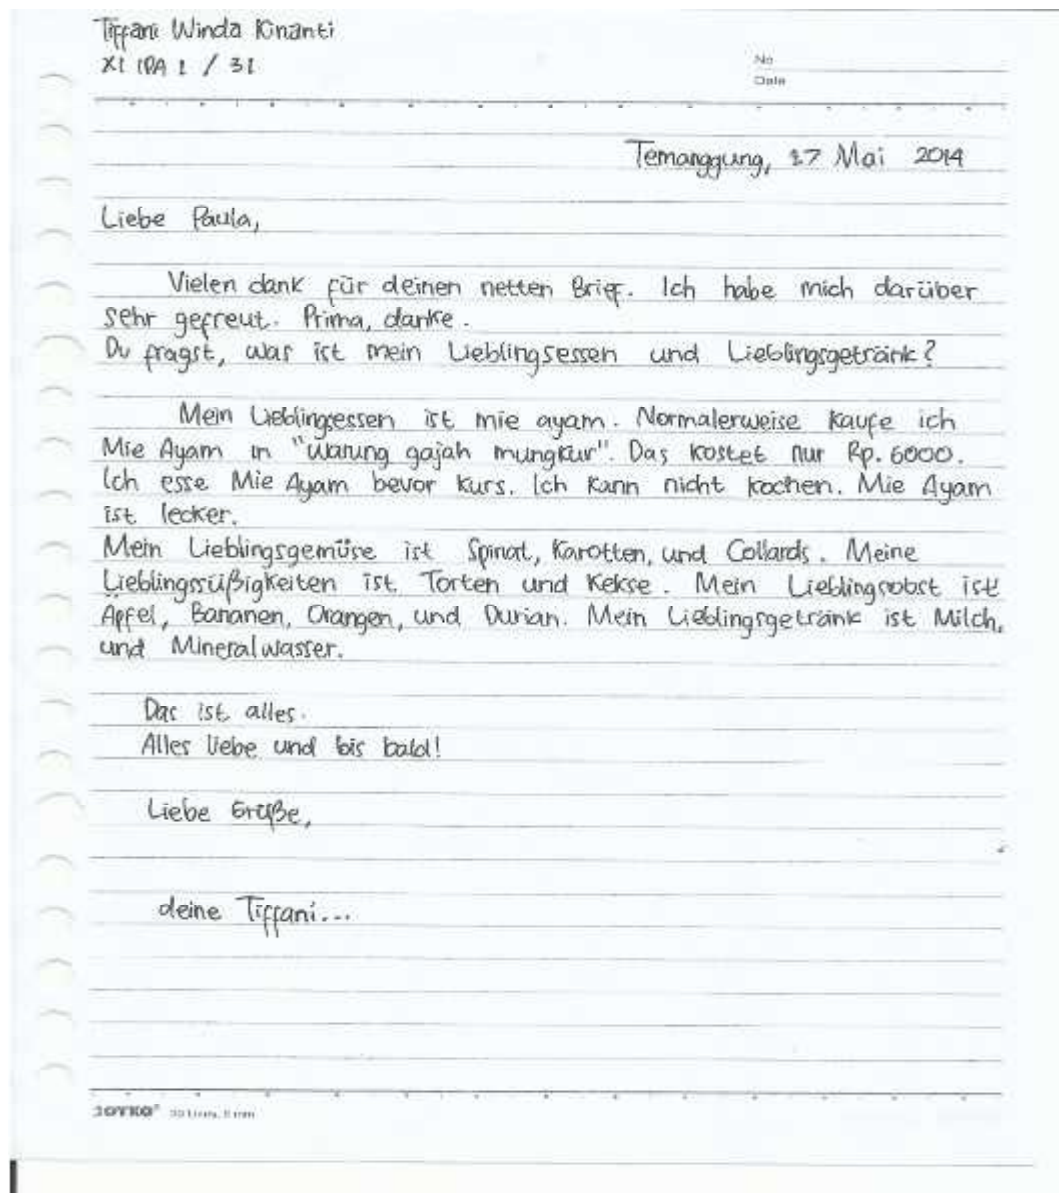 Tiffani Winda Kinanti
XI IPA 1 / 31
No
Date
Temanggung, 27 Mai 2014
Liebe Paula,
Vielen dank für deinen netten Brief. Ich habe mich darüber
sehr gefreut. Prima, danke.
Du fragst, was ist mein Lieblingsessen und Lieblingsgetränk?
Mein Lieblingsessen ist mie ayam. Normalerweise kaufe ich
Mie Ayam in "Warung gajah mungkur". Das kostet nur Rp. 6000.
Ich esse Mie Ayam bevor kurs. Ich kann nicht kochen. Mie Ayam
ist lecker.
Mein Lieblingsgemüse ist Spinat, Karotten, und Collards. Meine
Lieblingssüßigkeiten ist Torten und Kekse. Mein Lieblingsobst ist
Äpfel, Bananen, Orangen, und Durian. Mein Lieblingsgetränk ist Milch,
und Mineralwasser.
Das ist alles.
Alles liebe und bis bald!
Liebe Grüße,
deine Tiffani...
JOYKO